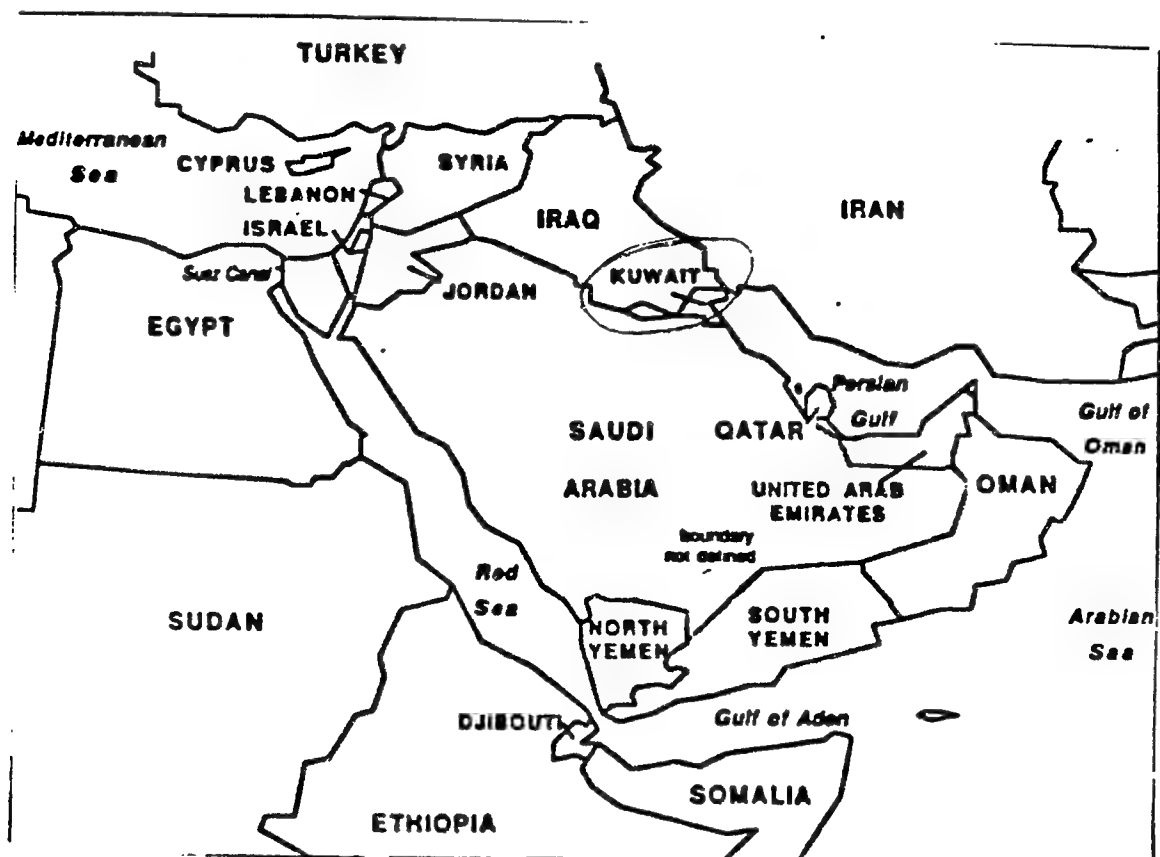 TURKEY
Mediterranean
Sea
CYPRUS
SYRIA
LEBANON
ISRAEL
IRAQ
IRAN
Suez Canal
KUWAIT
JORDAN
EGYPT
Persian
Gulf
Gulf of
Oman
SAUDI
ARABIA
QATAR
UNITED ARAB
EMIRATES
OMAN
boundary
not defined
Red
Sea
SUDAN
NORTH
YEMEN
SOUTH
YEMEN
Arabian
Sea
DJIBOUTI
Gulf of Aden
SOMALIA
ETHIOPIA